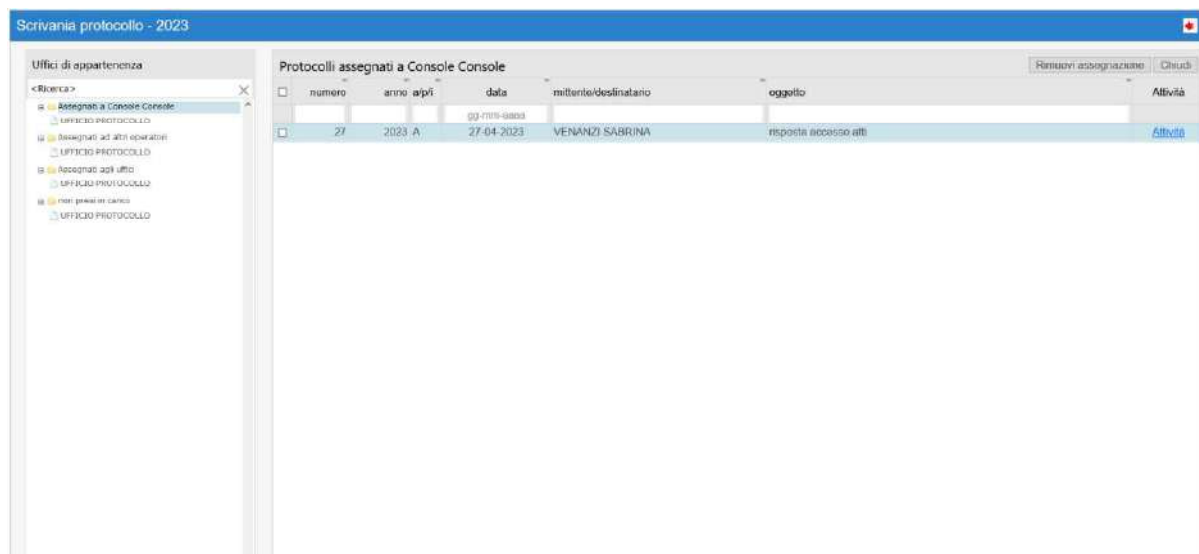 Scrivania protocollo - 2023
Uffici di appartenenza
<Ricerca>
Assegnati a Console Console
UFFICIO PROTOCOLLO
Assegnati ad altri operatori
UFFICIO PROTOCOLLO
Assegnati agli uffici
UFFICIO PROTOCOLLO
non presi in carico
UFFICIO PROTOCOLLO
Protocolli assegnati a Console Console
Rimuovi assegnazione Chiudi
numero anno a/p/i data mittente/destinatario oggetto Attività
gg-mm-aaaa
27 2023 A 27-04-2023 VENANZI SABRINA risposta accesso atti Attività